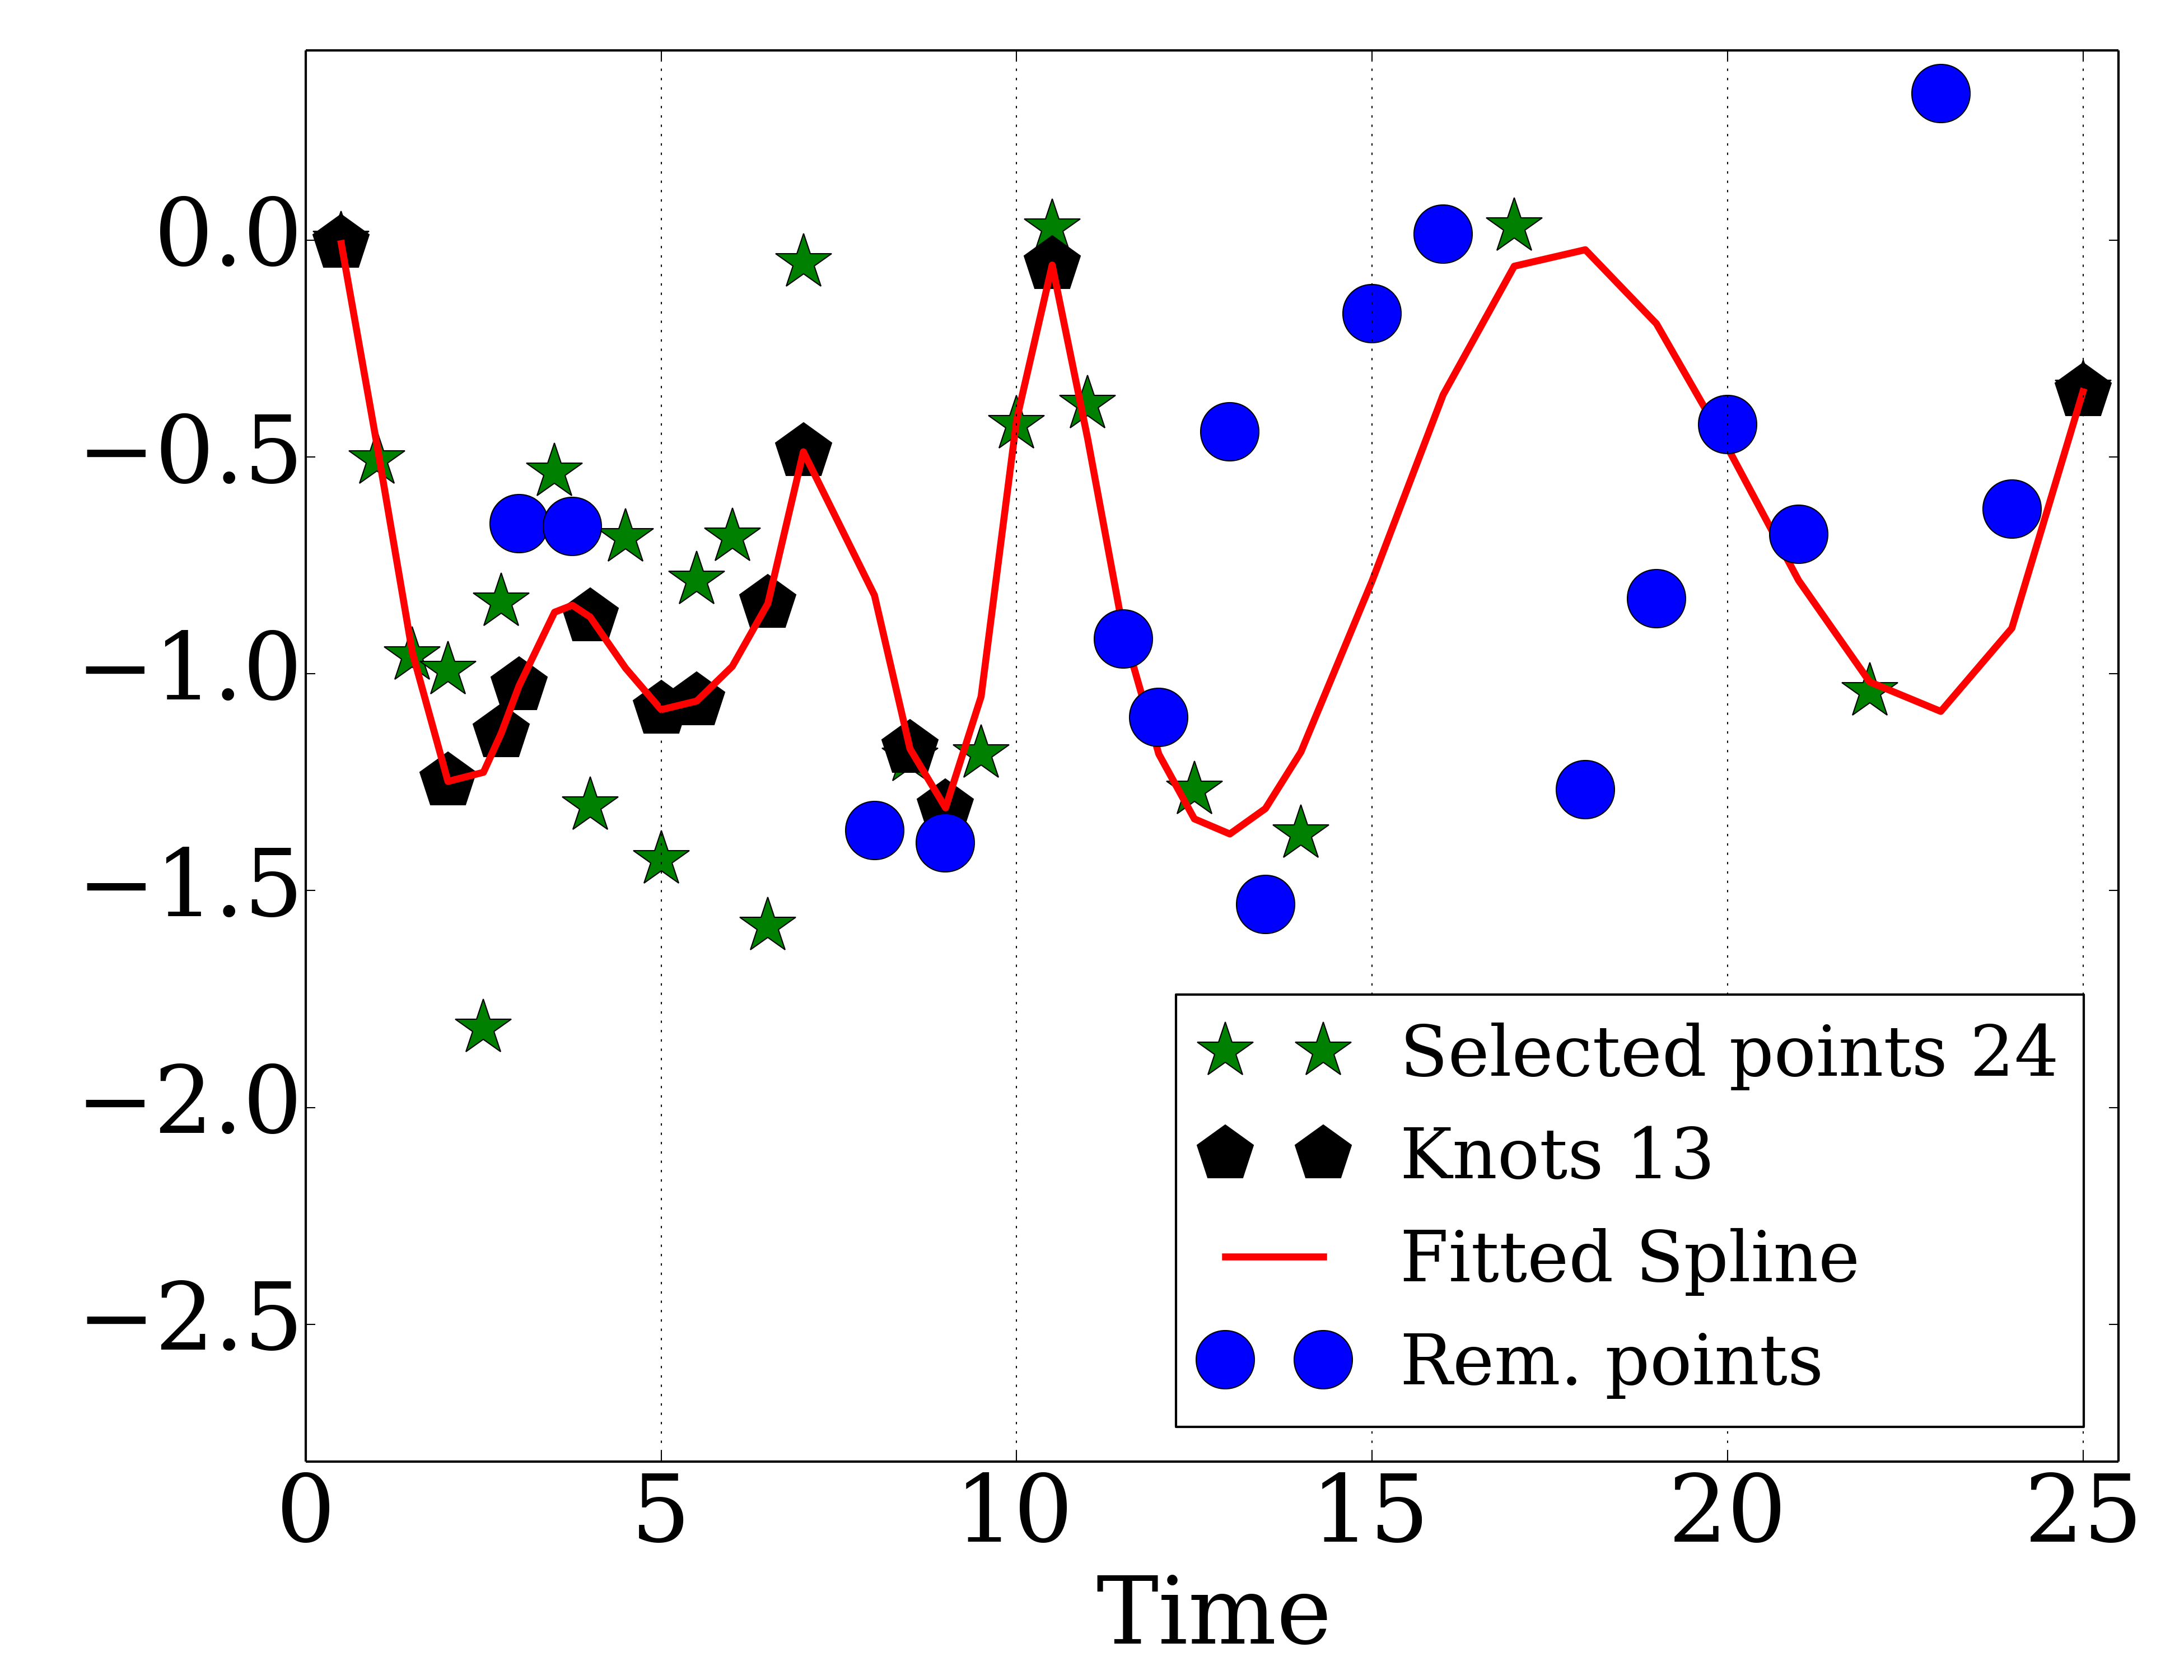 0.0
−0.5
−1.0
−1.5
−2.0
−2.5
Selected points 24
Knots 13
Fitted Spline
Rem. points
0 5 10 15 20 25
Time